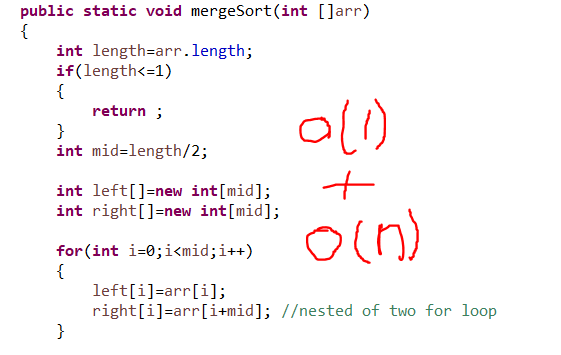 public static void mergeSort(int []arr)
{
int length=arr.length;
if(length<=1)
{
return ;
}
int mid=length/2;
int left[]=new int[mid];
int right[]=new int[mid];
for(int i=0;i<mid;i++)
{
left[i]=arr[i];
right[i]=arr[i+mid]; //nested of two for loop
}
o(1)
+
o(n)